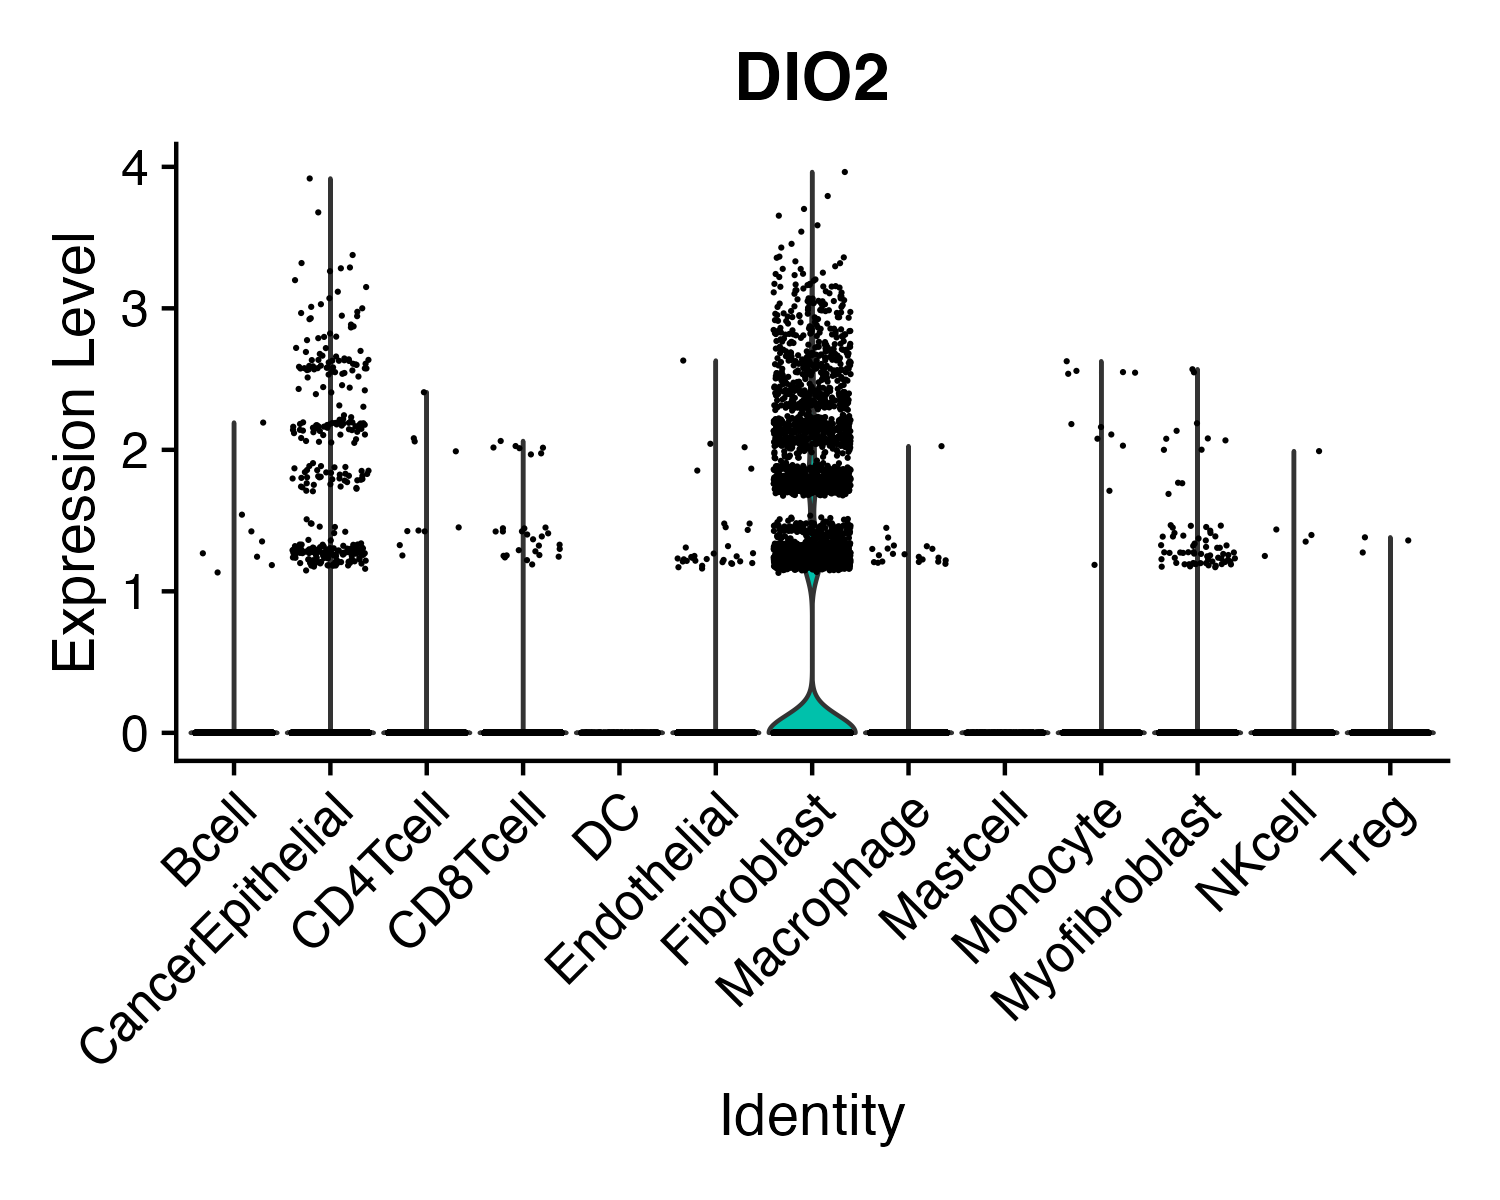 DIO2
Expression Level
4
3
2
1
0
Bcell
CancerEpithelial
CD4Tcell
CD8Tcell
DC
Endothelial
Fibroblast
Macrophage
Mastcell
Monocyte
Myofibroblast
NKcell
Treg
Identity